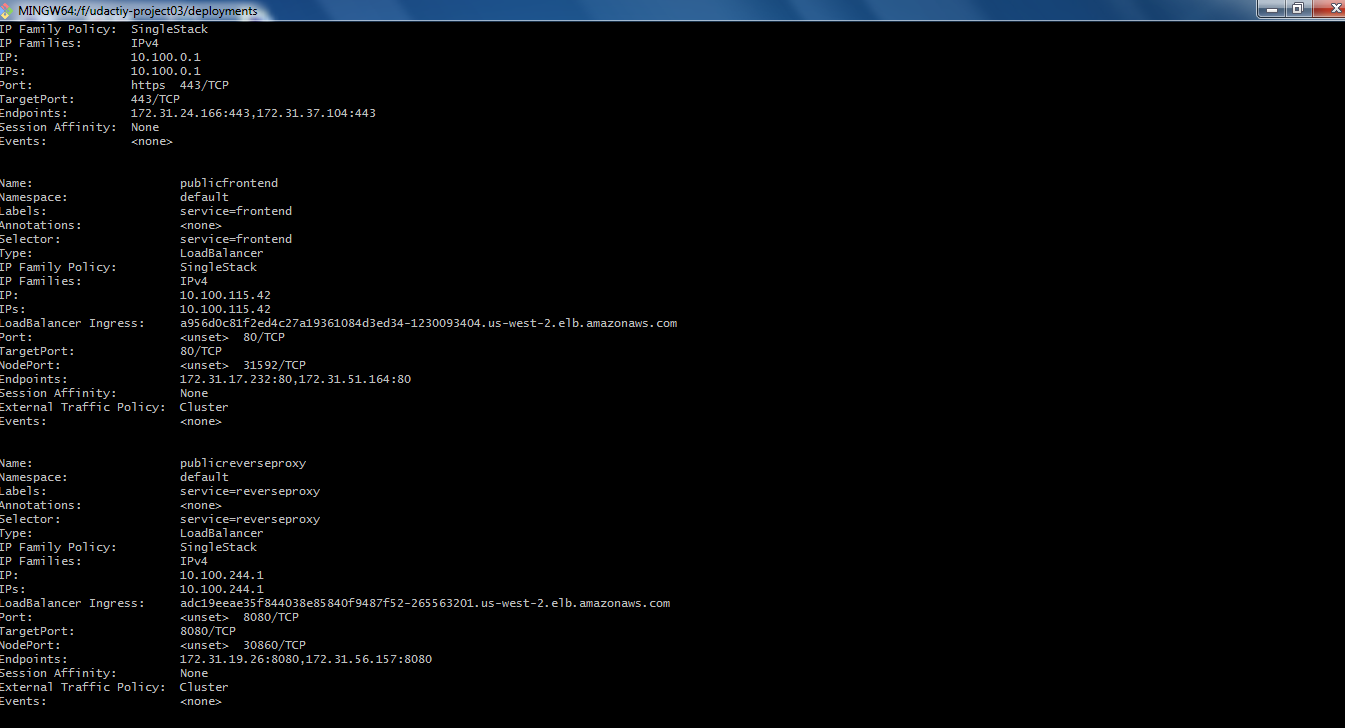 MINGW64:/f/udactiy-project03/deployments
IP Family Policy:  SingleStack
IP Families:       IPv4
IP:                10.100.0.1
IPs:               10.100.0.1
Port:              https  443/TCP
TargetPort:        443/TCP
Endpoints:         172.31.24.166:443,172.31.37.104:443
Session Affinity:  None
Events:            <none>
Name:                     publicfrontend
Namespace:                default
Labels:                   service=frontend
Annotations:              <none>
Selector:                 service=frontend
Type:                     LoadBalancer
IP Family Policy:         SingleStack
IP Families:              IPv4
IP:                       10.100.115.42
IPs:                      10.100.115.42
LoadBalancer Ingress:     a956d0c81f2ed4c27a19361084d3ed34-1230093404.us-west-2.elb.amazonaws.com
Port:                     <unset>  80/TCP
TargetPort:               80/TCP
NodePort:                 <unset>  31592/TCP
Endpoints:                172.31.17.232:80,172.31.51.164:80
Session Affinity:         None
External Traffic Policy:  Cluster
Events:                   <none>
Name:                     publicreverseproxy
Namespace:                default
Labels:                   service=reverseproxy
Annotations:              <none>
Selector:                 service=reverseproxy
Type:                     LoadBalancer
IP Family Policy:         SingleStack
IP Families:              IPv4
IP:                       10.100.244.1
IPs:                      10.100.244.1
LoadBalancer Ingress:     adc19eeae35f844038e85840f9487f52-265563201.us-west-2.elb.amazonaws.com
Port:                     <unset>  8080/TCP
TargetPort:               8080/TCP
NodePort:                 <unset>  30860/TCP
Endpoints:                172.31.19.26:8080,172.31.56.157:8080
Session Affinity:         None
External Traffic Policy:  Cluster
Events:                   <none>